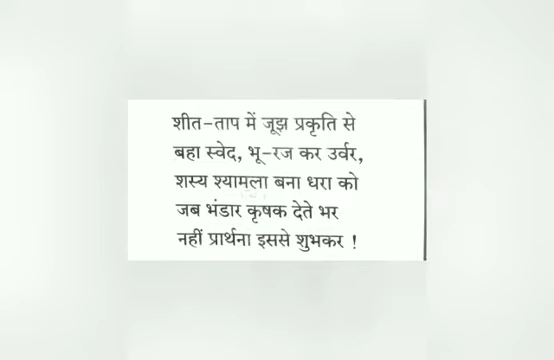 शीत-ताप में जूझ प्रकृति से
बहा स्वेद, भू-रज कर उर्वर,
शस्य श्यामला बना धरा को
जब भंडार कृषक देते भर
नहीं प्रार्थना इससे शुभकर !